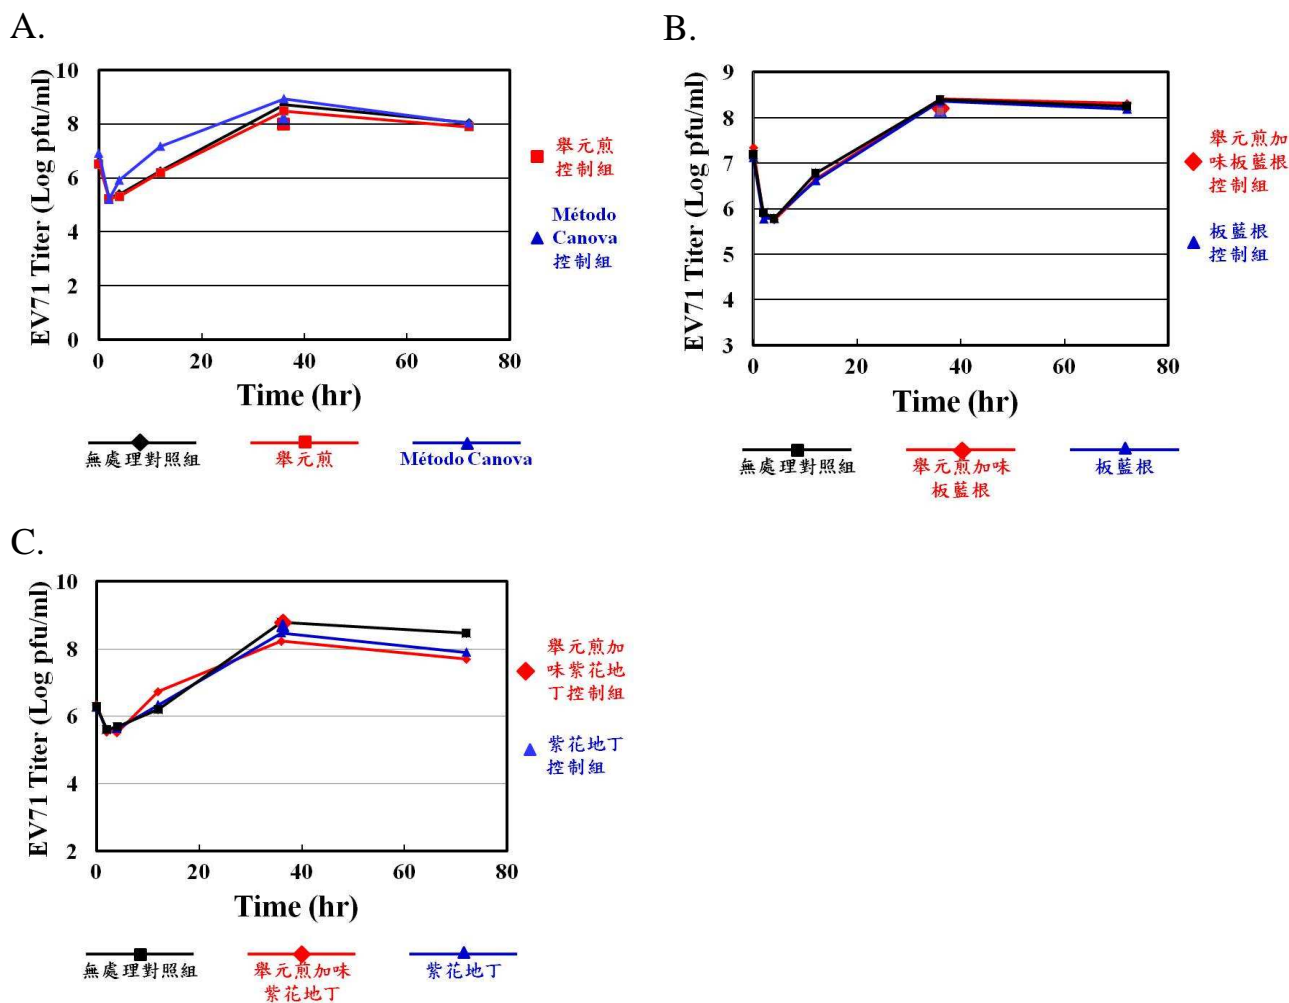 A.
EV71 Titer (Log pfu/ml)
10
8
6
4
2
0
0
20
40
60
80
Time (hr)
舉元煎
控制組
Método
Canova
控制組
無處理對照組
舉元煎
Método Canova
B.
EV71 Titer (Log pfu/ml)
9
8
7
6
5
4
3
0
20
40
60
80
Time (hr)
舉元煎加
味板藍根
控制組
板藍根
控制組
無處理對照組
舉元煎加味
板藍根
板藍根
C.
EV71 Titer (Log pfu/ml)
10
8
6
4
2
0
20
40
60
80
Time (hr)
舉元煎加
味紫花地
丁控制組
紫花地丁
控制組
無處理對照組
舉元煎加味
紫花地丁
紫花地丁